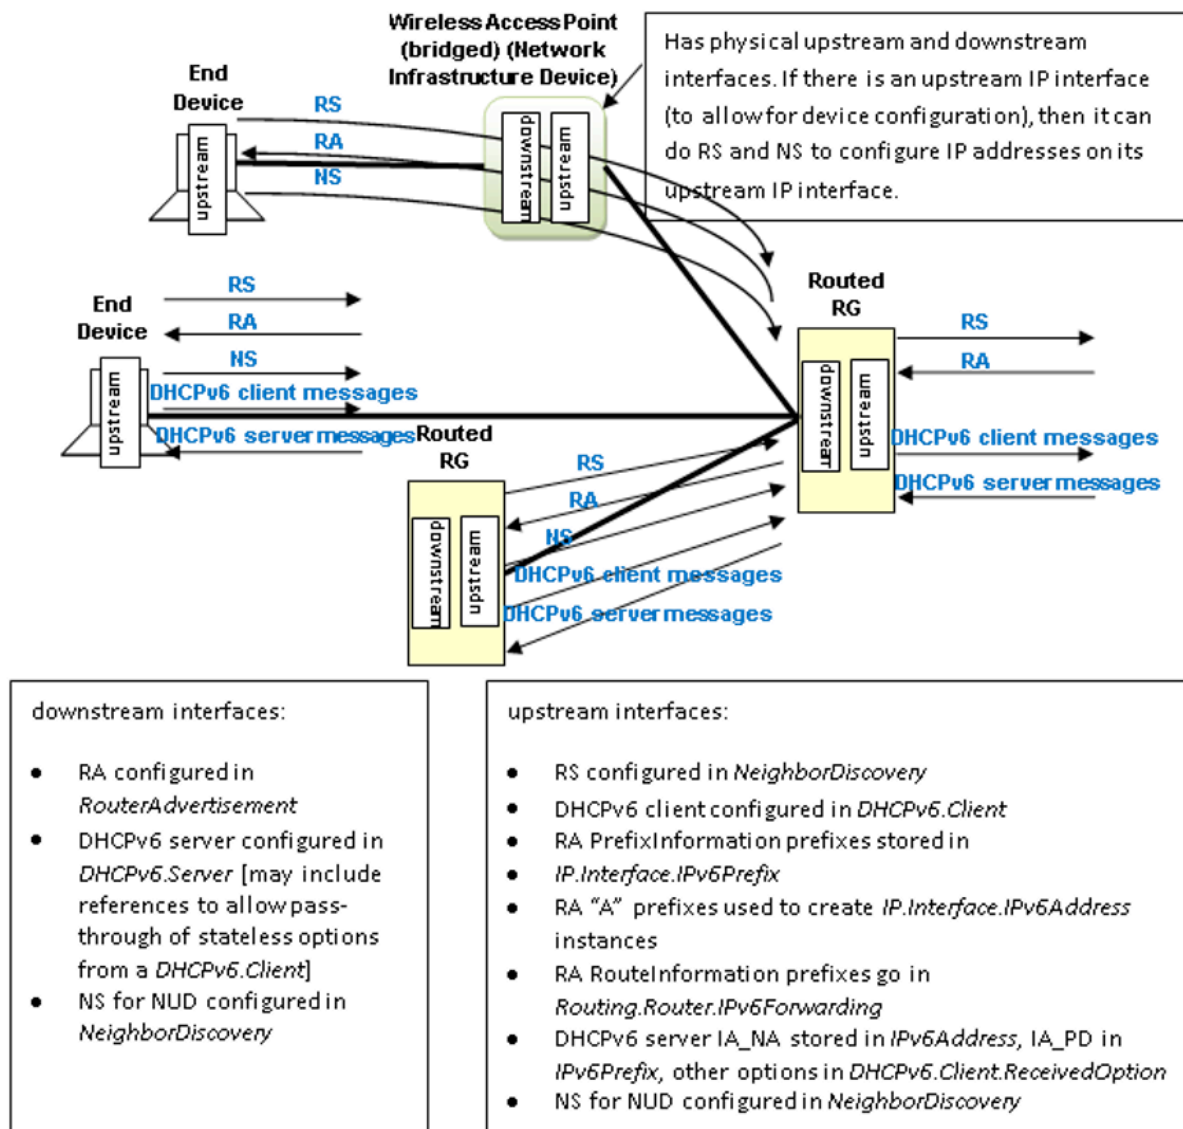 Wireless Access Point
(bridged) (Network
Infrastructure Device)
Has physical upstream and downstream
interfaces. If there is an upstream IP interface
(to allow for device configuration), then it can
do RS and NS to configure IP addresses on its
upstream IP interface.
End
Device
RS
RA
NS
upstream
downstream
upstream
RS
End
Device
RA
NS
DHCPv6 client messages
upstream
DHCPv6 server messages
Routed
RG
RS
RA
downstream
upstream
DHCPv6 client messages
DHCPv6 server messages
Routed
RG
RS
RA
NS
downstream
upstream
DHCPv6 client messages
DHCPv6 server messages
downstream interfaces:
● RA configured in
RouterAdvertisement
● DHCPv6 server configured in
DHCPv6.Server [may include
references to allow pass-
through of stateless options
from a DHCPv6.Client]
● NS for NUD configured in
NeighborDiscovery
upstream interfaces:
● RS configured in NeighborDiscovery
● DHCPv6 client configured in DHCPv6.Client
● RA PrefixInformation prefixes stored in
● IP.Interface.IPv6Prefix
● RA “A” prefixes used to create IP.Interface.IPv6Address
instances
● RA RouteInformation prefixes go in
Routing.Router.IPv6Forwarding
● DHCPv6 server IA_NA stored in IPv6Address, IA_PD in
IPv6Prefix, other options in DHCPv6.Client.ReceivedOption
● NS for NUD configured in NeighborDiscovery